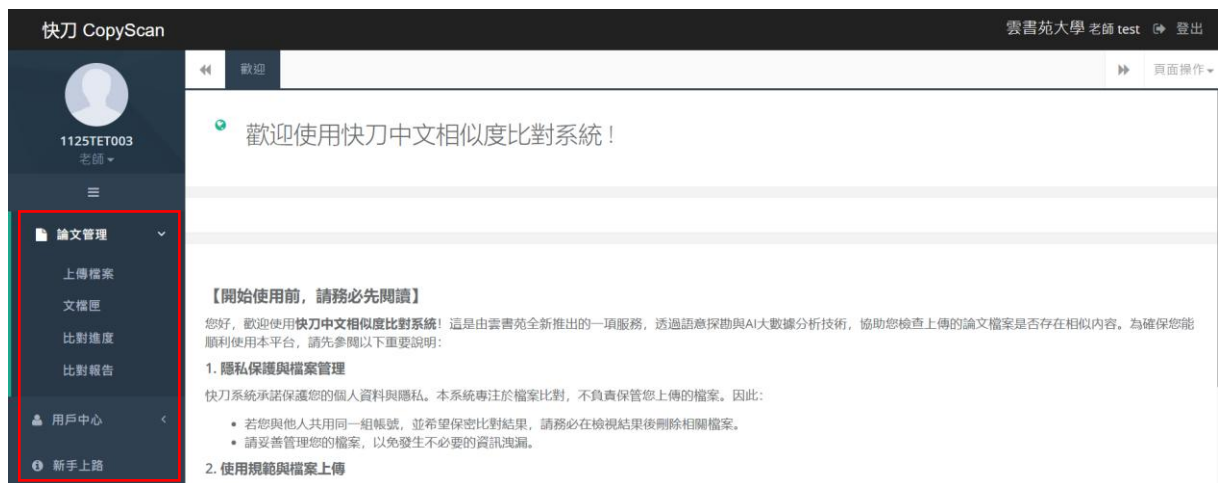 快刀 CopyScan
雲書苑大學 老師 test 登出
歡迎
頁面操作
1125TET003
老師
歡迎使用快刀中文相似度比對系統!
論文管理
上傳檔案
文檔匣
比對進度
比對報告
用戶中心
新手上路
【開始使用前，請務必先閱讀】
您好，歡迎使用快刀中文相似度比對系統！這是由雲書苑全新推出的一項服務，透過語意探勘與AI大數據分析技術，協助您檢查上傳的論文檔案是否存在相似內容。為確保您能
順利使用本平台，請先參閱以下重要說明：
1. 隱私保護與檔案管理
快刀系統承諾保護您的個人資料與隱私。本系統專注於檔案比對，不負責保管您上傳的檔案。因此：
• 若您與他人共用同一組帳號，並希望保密比對結果，請務必在檢視結果後刪除相關檔案。
• 請妥善管理您的檔案，以免發生不必要的資訊洩漏。
2. 使用規範與檔案上傳